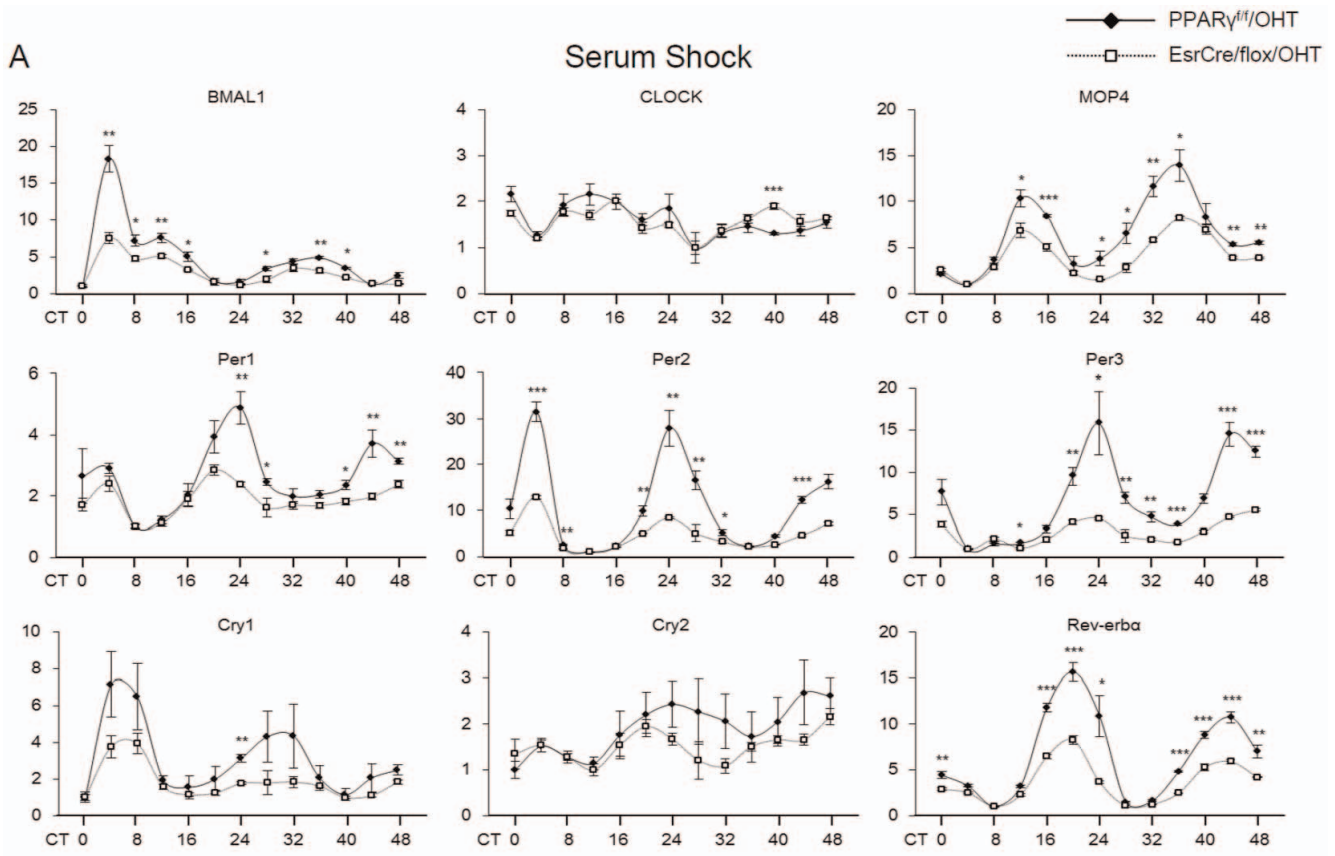 PPARγf/f/OHT
EsrCre/flox/OHT
A
Serum Shock
BMAL1
25
20
15
10
5
0
** * ** * * ** *
CT 0 8 16 24 32 40 48
CLOCK
4
3
2
1
0
***
CT 0 8 16 24 32 40 48
MOP4
20
15
10
5
0
* *** * * ** * ** **
CT 0 8 16 24 32 40 48
Per1
6
4
2
0
** * * ** **
CT 0 8 16 24 32 40 48
Per2
40
30
20
10
0
*** ** ** ** ** * ***
CT 0 8 16 24 32 40 48
Per3
20
15
10
5
0
* ** * ** ** *** *** ***
CT 0 8 16 24 32 40 48
Cry1
10
8
6
4
2
0
**
CT 0 8 16 24 32 40 48
Cry2
4
3
2
1
0
CT 0 8 16 24 32 40 48
Rev-erbα
20
15
10
5
0
** *** *** * *** *** *** **
CT 0 8 16 24 32 40 48